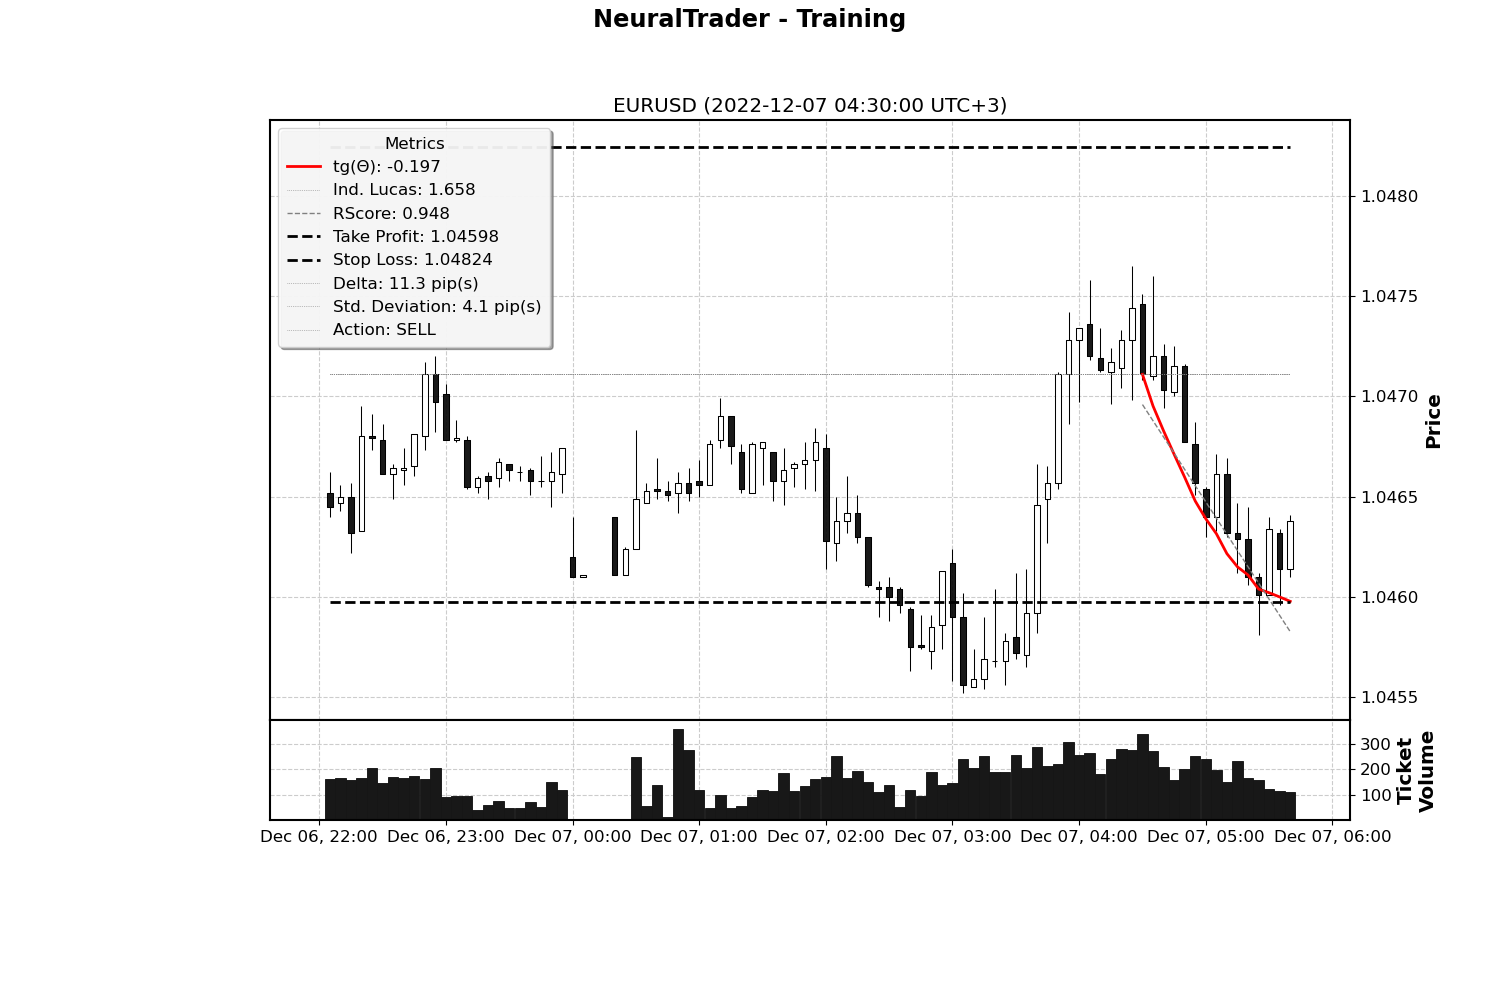 NeuralTrader - Training
EURUSD (2022-12-07 04:30:00 UTC+3)
Metrics
tg(Θ): -0.197
Ind. Lucas: 1.658
RScore: 0.948
Take Profit: 1.04598
Stop Loss: 1.04824
Delta: 11.3 pip(s)
Std. Deviation: 4.1 pip(s)
Action: SELL
1.0480
1.0475
1.0470
1.0465
1.0460
1.0455
Price
300
200
100
Ticket
Volume
Dec 06, 22:00 Dec 06, 23:00 Dec 07, 00:00 Dec 07, 01:00 Dec 07, 02:00 Dec 07, 03:00 Dec 07, 04:00 Dec 07, 05:00 Dec 07, 06:00